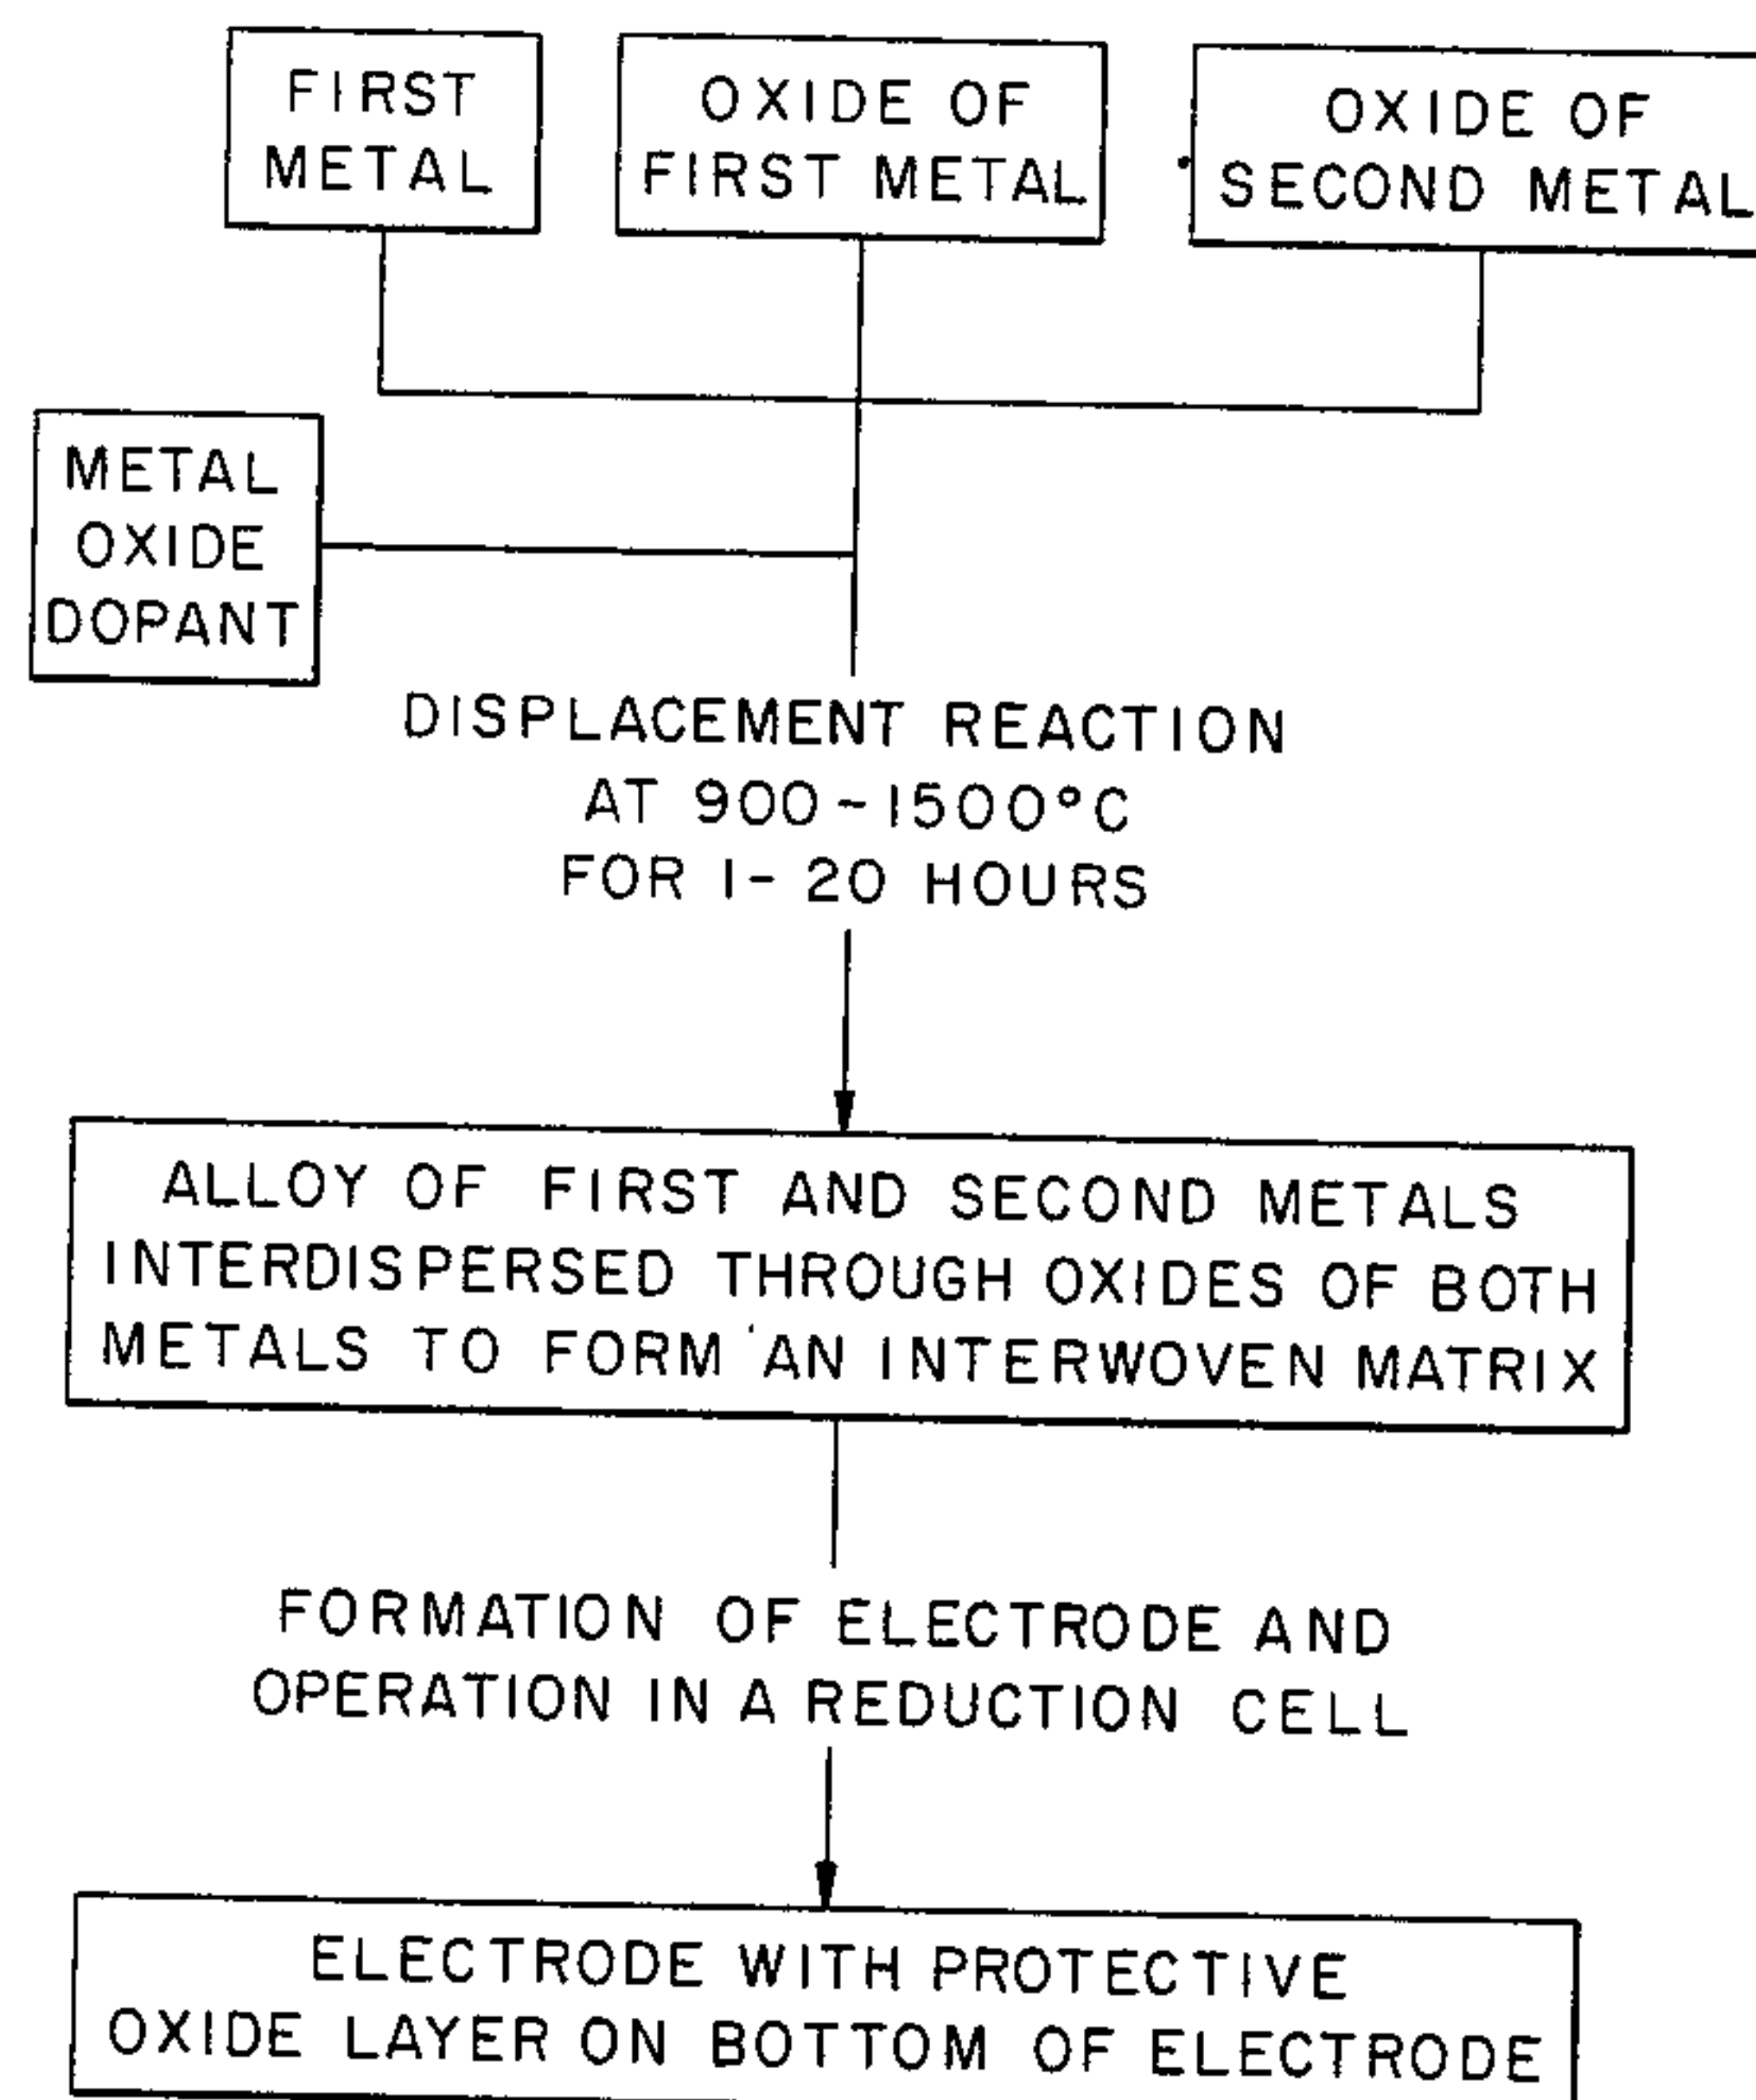 FIRST
METAL
OXIDE OF
FIRST METAL
OXIDE OF
SECOND METAL
METAL
OXIDE
DOPANT
DISPLACEMENT REACTION
AT 900-1500°C
FOR 1-20 HOURS
ALLOY OF FIRST AND SECOND METALS
INTERDISPERSED THROUGH OXIDES OF BOTH
METALS TO FORM AN INTERWOVEN MATRIX
FORMATION OF ELECTRODE AND
OPERATION IN A REDUCTION CELL
ELECTRODE WITH PROTECTIVE
OXIDE LAYER ON BOTTOM OF ELECTRODE